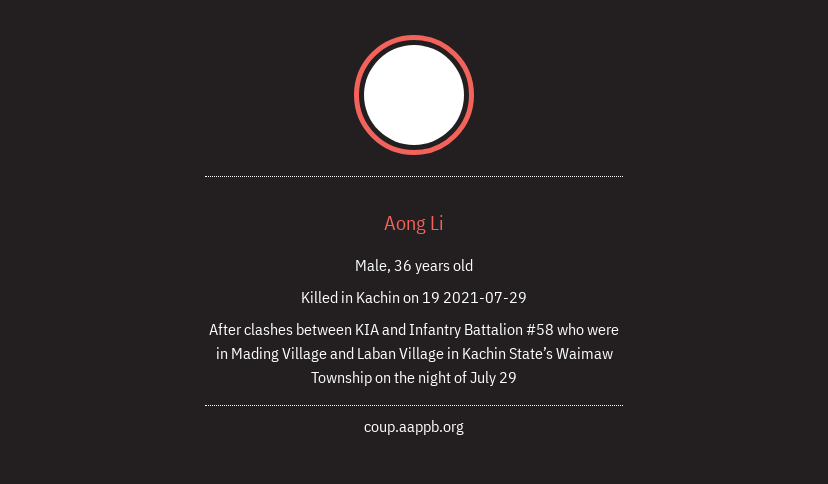 Aong Li
Male, 36 years old
Killed in Kachin on 19 2021-07-29
After clashes between KIA and Infantry Battalion #58 who were
in Mading Village and Laban Village in Kachin State’s Waimaw
Township on the night of July 29
coup.aappb.org